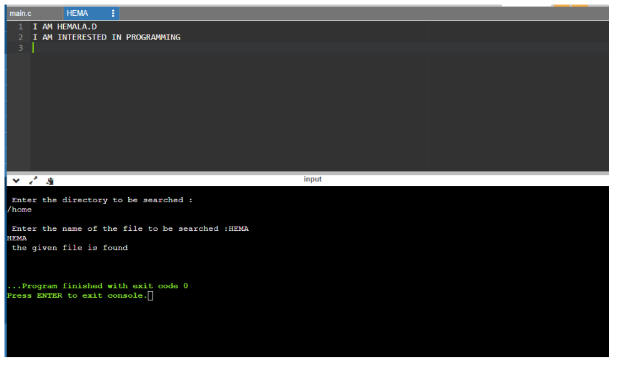 main.c HEMA
1 I AM HEMALA.D
2 I AM INTERESTED IN PROGRAMMING
3
input
Enter the directory to be searched :
/home
Enter the name of the file to be searched :HEMA
HEMA
the given file is found
...Program finished with exit code 0
Press ENTER to exit console.